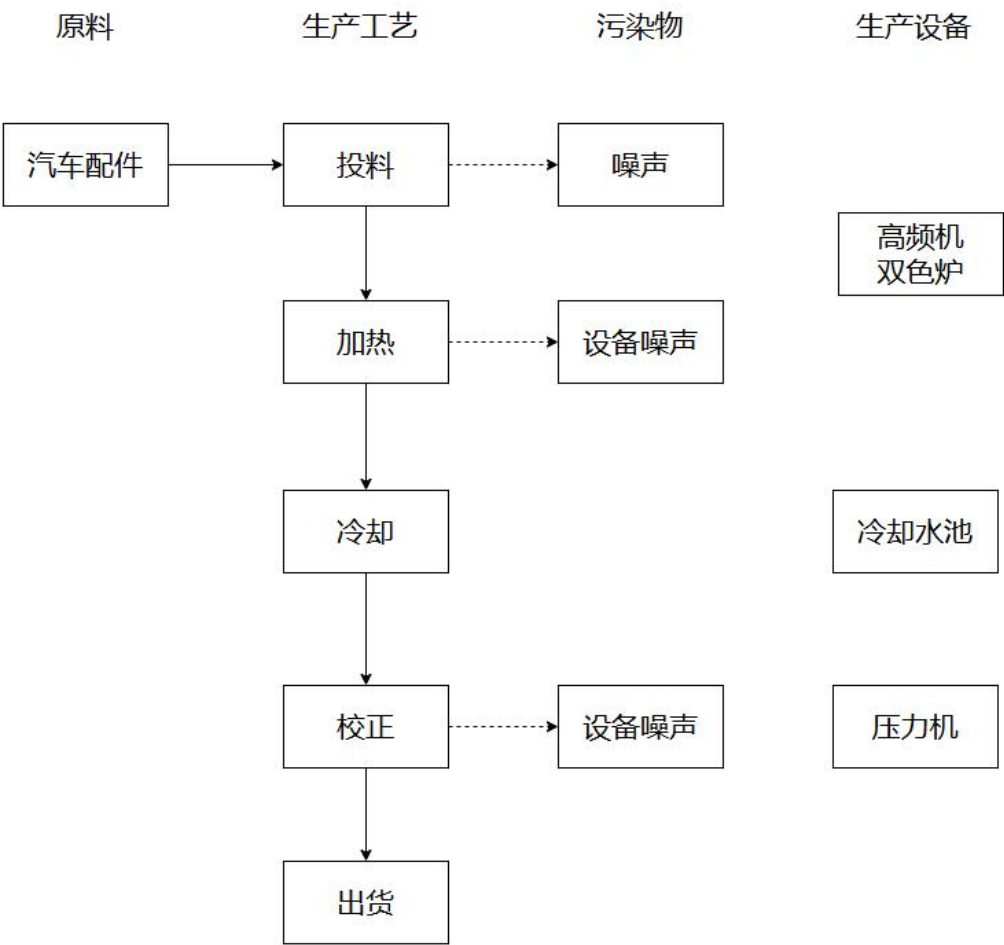 原料
生产工艺
污染物
生产设备
汽车配件
投料
噪声
高频机
双色炉
加热
设备噪声
冷却
冷却水池
校正
设备噪声
压力机
出货